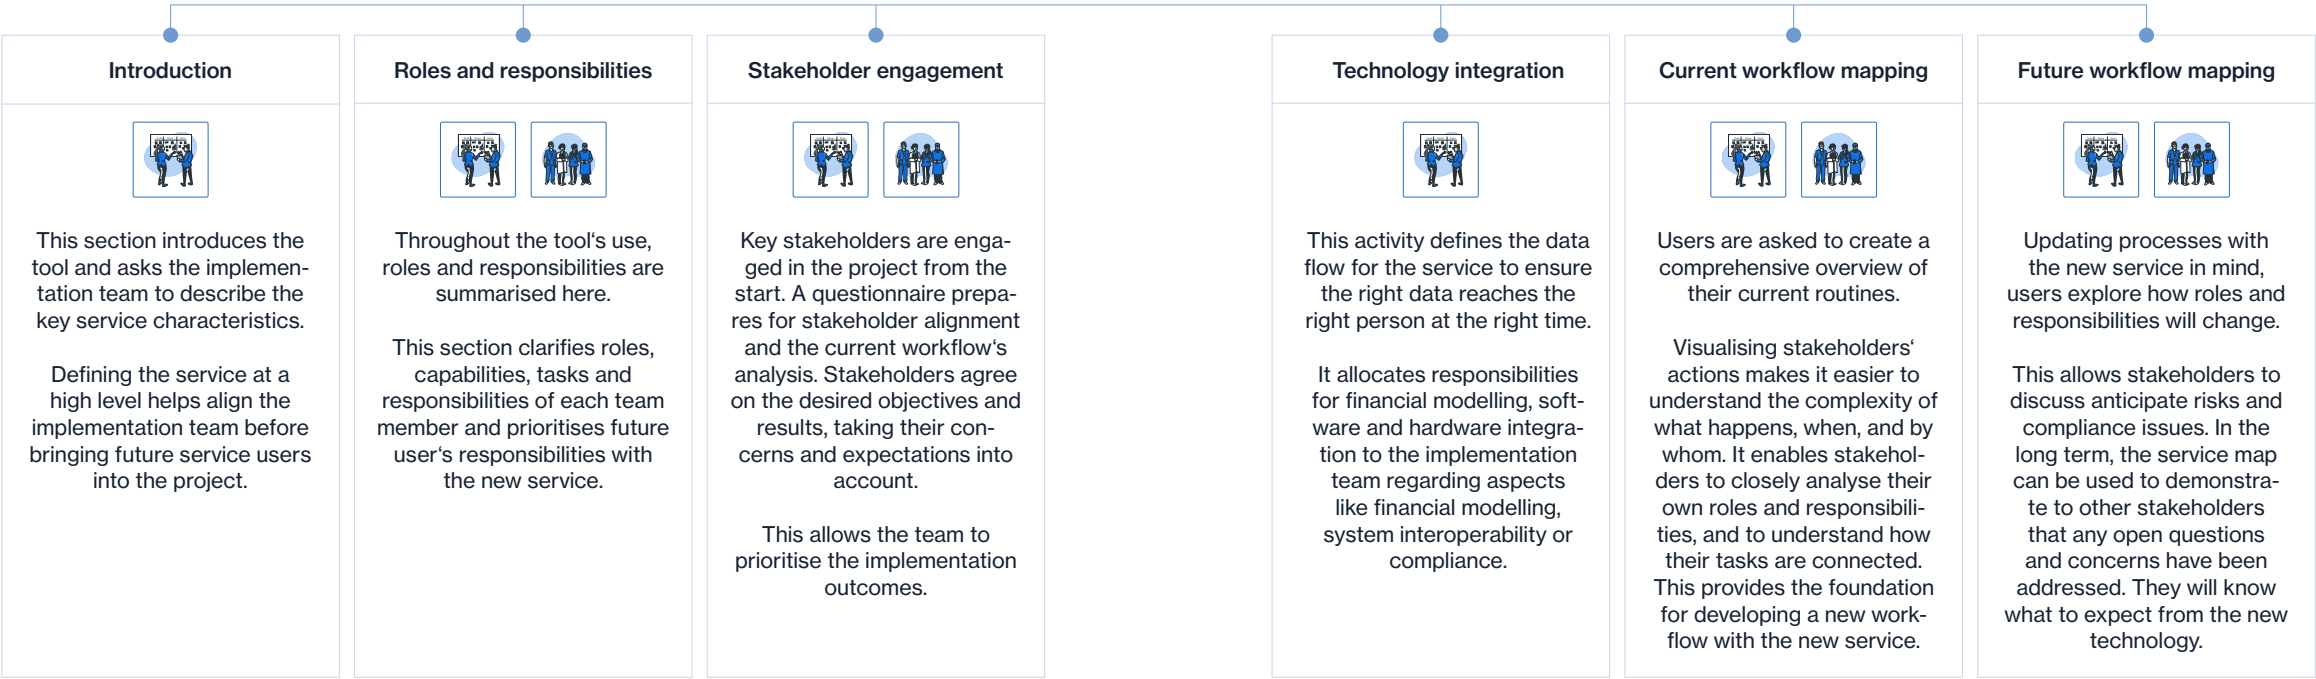 Introduction
This section introduces the
tool and asks the implemen-
tation team to describe the
key service characteristics.
Defining the service at a
high level helps align the
implementation team before
bringing future service users
into the project.
Roles and responsibilities
Throughout the tool‘s use,
roles and responsibilities are
summarised here.
This section clarifies roles,
capabilities, tasks and
responsibilities of each team
member and prioritises future
user‘s responsibilities with
the new service.
Stakeholder engagement
Key stakeholders are enga-
ged in the project from the
start. A questionnaire prepa-
res for stakeholder alignment
and the current workflow‘s
analysis. Stakeholders agree
on the desired objectives and
results, taking their con-
cerns and expectations into
account.
This allows the team to
prioritise the implementation
outcomes.
Technology integration
This activity defines the data
flow for the service to ensure
the right data reaches the
right person at the right time.
It allocates responsibilities
for financial modelling, soft-
ware and hardware integra-
tion to the implementation
team regarding aspects
like financial modelling,
system interoperability or
compliance.
Current workflow mapping
Users are asked to create a
comprehensive overview of
their current routines.
Visualising stakeholders‘
actions makes it easier to
understand the complexity of
what happens, when, and by
whom. It enables stakehol-
ders to closely analyse their
own roles and responsibili-
ties, and to understand how
their tasks are connected.
This provides the foundation
for developing a new work-
flow with the new service.
Future workflow mapping
Updating processes with
the new service in mind,
users explore how roles and
responsibilities will change.
This allows stakeholders to
discuss anticipate risks and
compliance issues. In the
long term, the service map
can be used to demonstra-
te to other stakeholders
that any open questions
and concerns have been
addressed. They will know
what to expect from the new
technology.